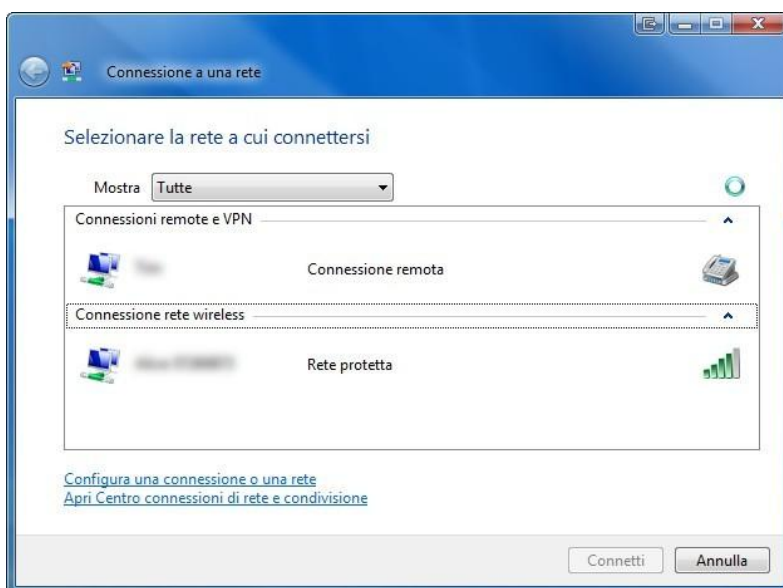 Connessione a una rete
Selezionare la rete a cui connettersi
Mostra Tutte
Connessioni remote e VPN
Connessione remota
Connessione rete wireless
Rete protetta
Configura una connessione o una rete
Apri Centro connessioni di rete e condivisione
Connetti Annulla